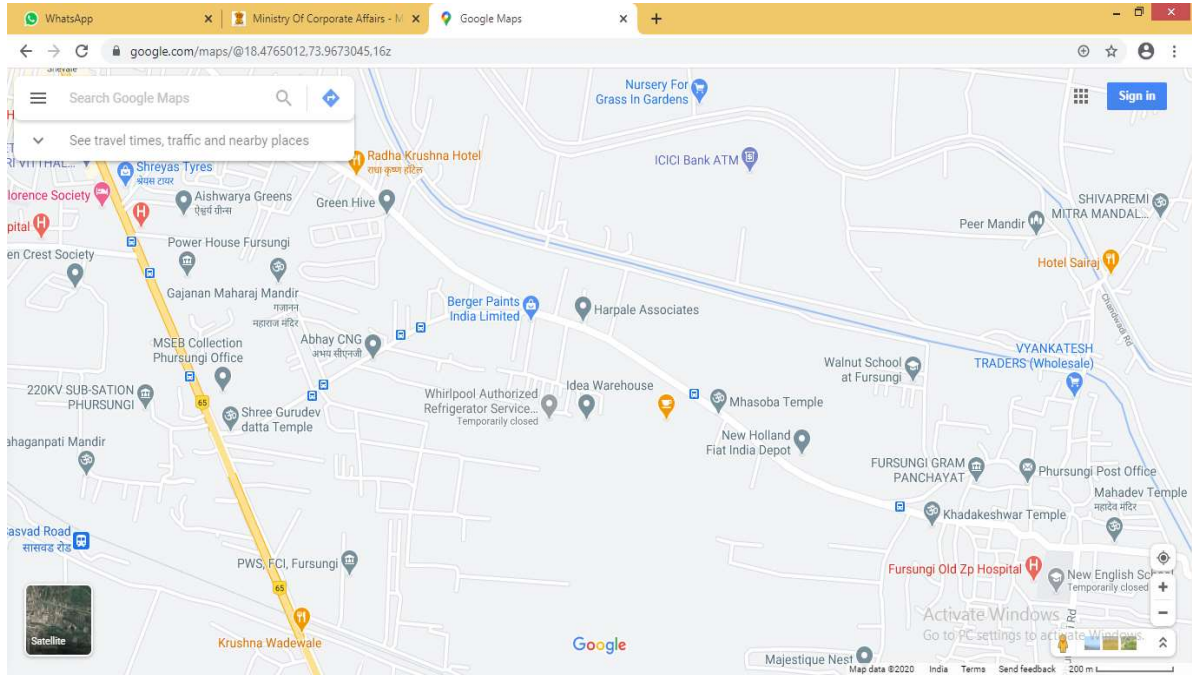 WhatsApp
Ministry Of Corporate Affairs - M
Google Maps
google.com/maps/@18.4765012,73.9673045,16z
Search Google Maps
Sign in
See travel times, traffic and nearby places
Nursery For
Grass In Gardens
ICICI Bank ATM
Radha Krushna Hotel
राधा कृष्ण हॉटेल
Shreyas Tyres
श्रेयस टायर
lorence Society
Aishwarya Greens
ऐश्वर्य ग्रीन्स
Green Hive
SHIVAPREMI
MITRA MANDAL...
Peer Mandir
pital
Power House Fursungi
en Crest Society
Hotel Sairaj
Chandwadi Rd
Gajanan Maharaj Mandir
गजानन
महाराज मंदिर
Berger Paints
India Limited
Harpale Associates
MSEB Collection
Phursungi Office
Abhay CNG
अभय सीएनजी
VYANKATESH
TRADERS (Wholesale)
Walnut School
at Fursungi
220KV SUB-SATION
PHURSUNGI
65
Shree Gurudev
datta Temple
Whirlpool Authorized
Refrigerator Service...
Temporarily closed
Idea Warehouse
Mhasoba Temple
New Holland
Fiat India Depot
ahaganpati Mandir
FURSUNGI GRAM
PANCHAYAT
Phursungi Post Office
Mahadev Temple
महादेव मंदिर
Khadakeshwar Temple
asvad Road
सासवड रोड
PWS, FCI, Fursungi
65
Fursungi Old Zp Hospital
New English Sch
Temporarily closed
Activate Windows
Go to PC settings to activate Windows.
Rd
Satellite
Krushna Wadewale
Google
Majestique Nest
Map data ©2020 India Terms Send feedback 200 m